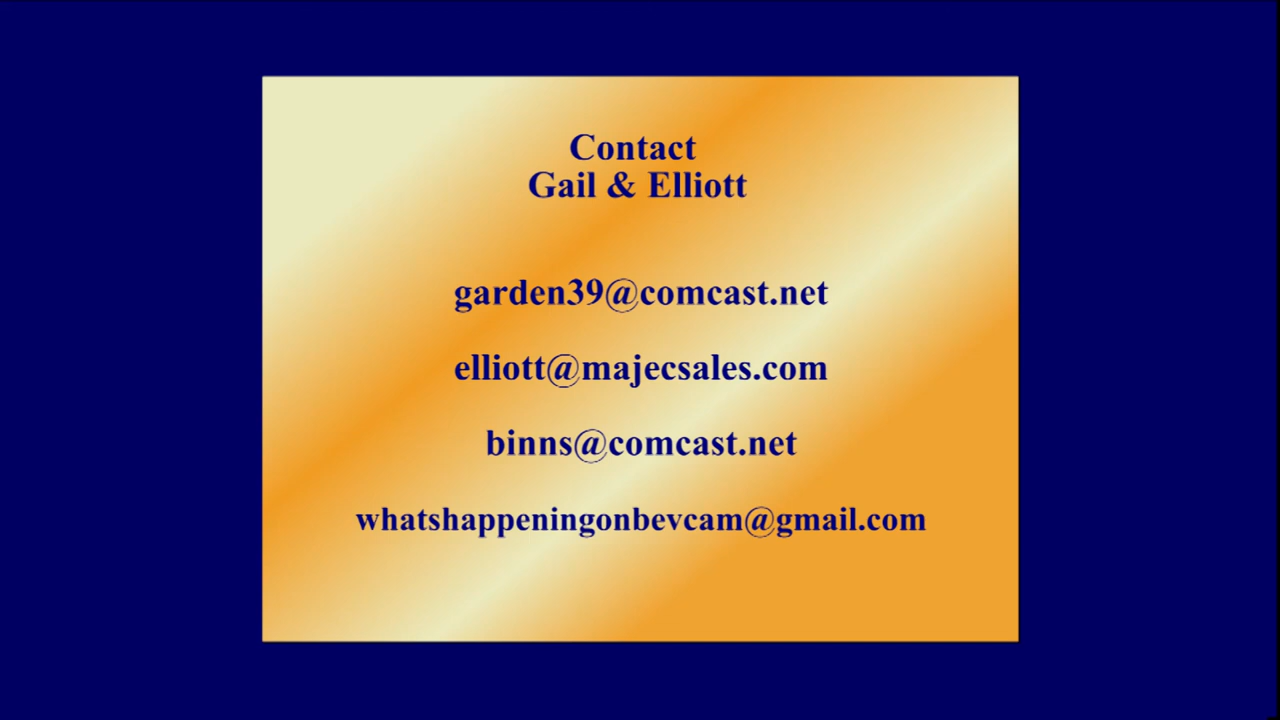 Contact
Gail & Elliott
garden39@comcast.net
elliott@majecsales.com
binns@comcast.net
whatshappeningonbevcam@gmail.com